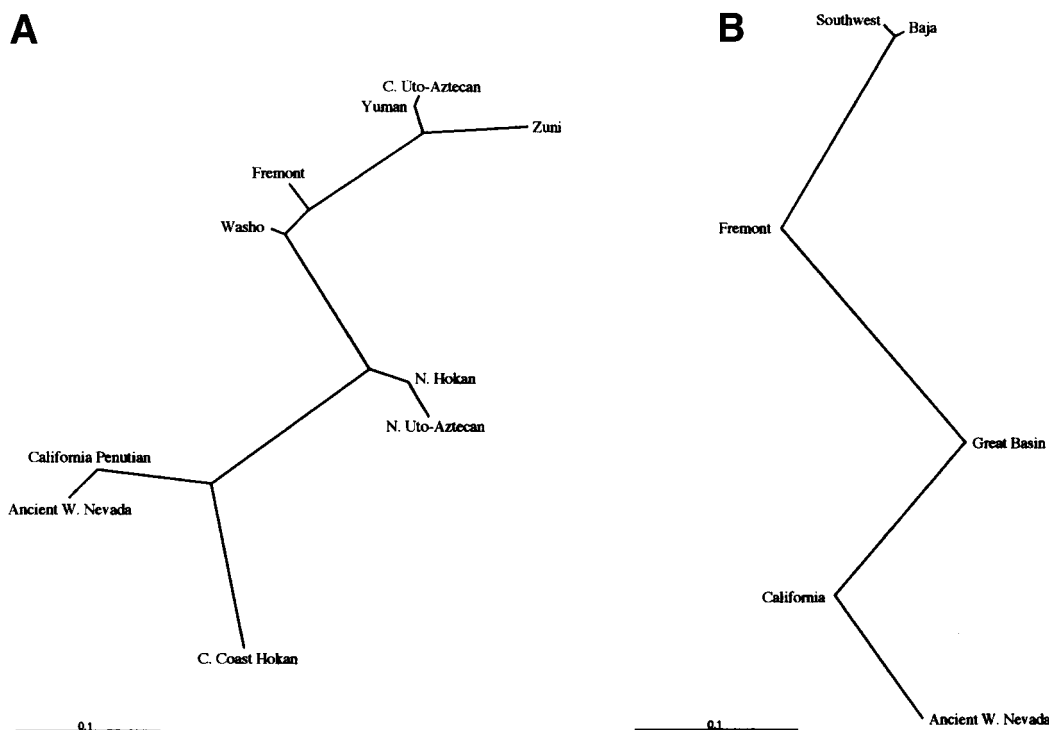 A
C. Uto-Aztecan
Yuman
Zuni
Fremont
Washo
N. Hokan
N. Uto-Aztecan
California Penutian
Ancient W. Nevada
C. Coast Hokan
0.1
B
Southwest
Baja
Fremont
Great Basin
California
Ancient W. Nevada
0.1